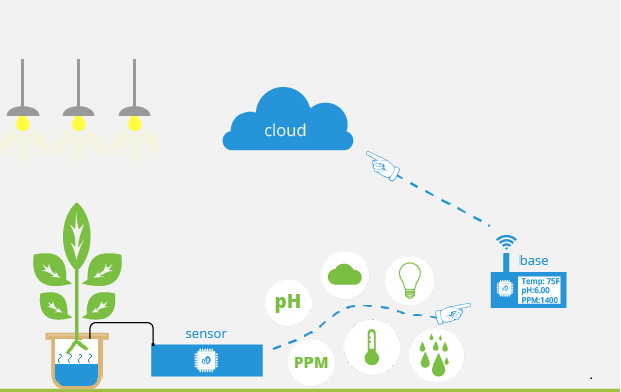 cloud
base
Temp: 75F
pH:6.00
PPM:1400
pH
sensor
PPM